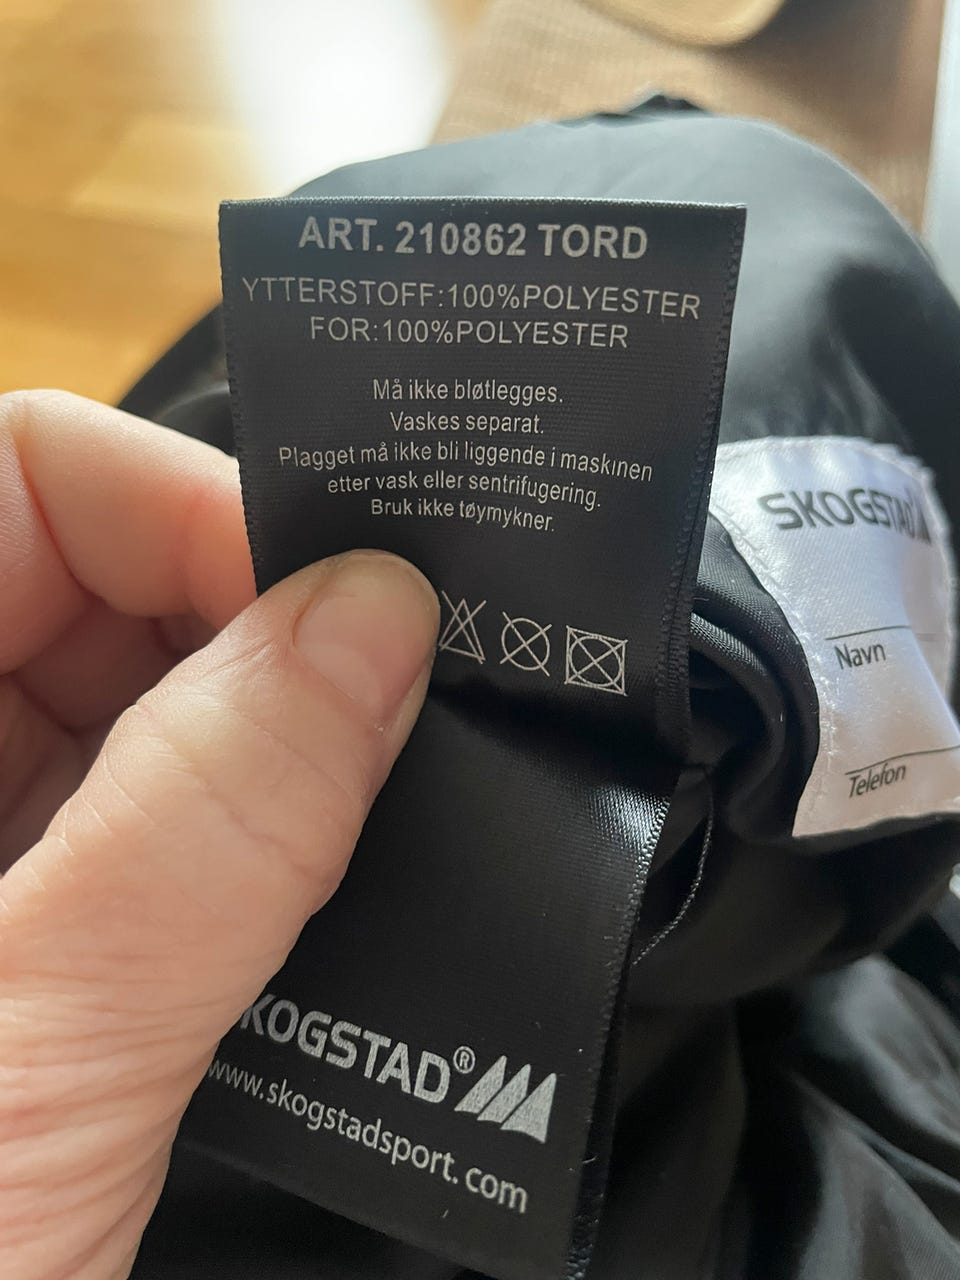 ART. 210862 TORD
YTTERSTOFF:100%POLYESTER
FOR:100%POLYESTER
Må ikke bløtlegges.
Vaskes separat.
Plagget må ikke bli liggende i maskinen
etter vask eller sentrifugering.
Bruk ikke tøymykner.
SKOGSTAD
Navn
Telefon
KOGSTAD®
www.skogstadsport.com